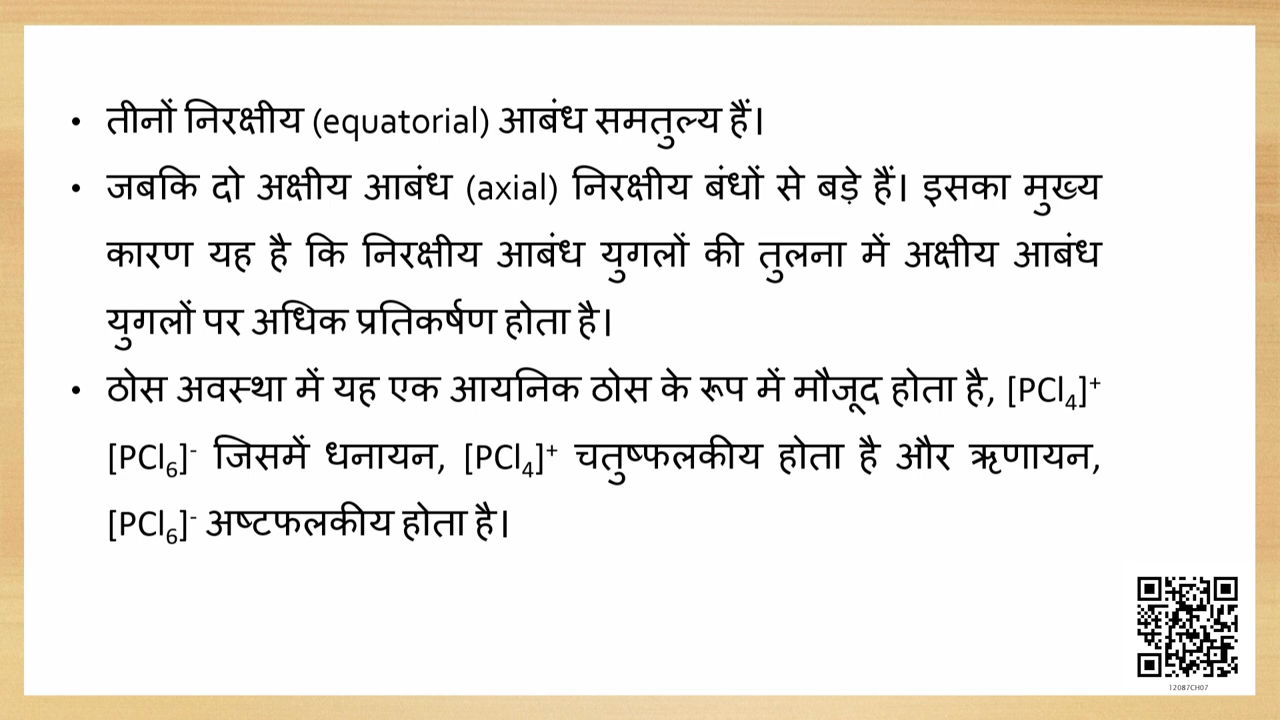 • तीनों निरक्षीय (equatorial) आबंध समतुल्य हैं।
• जबकि दो अक्षीय आबंध (axial) निरक्षीय बंधों से बड़े हैं। इसका मुख्य
कारण यह है कि निरक्षीय आबंध युगलों की तुलना में अक्षीय आबंध
युगलों पर अधिक प्रतिकर्षण होता है।
• ठोस अवस्था में यह एक आयनिक ठोस के रूप में मौजूद होता है, [PCl₄]⁺
[PCl₆]⁻ जिसमें धनायन, [PCl₄]⁺ चतुष्फलकीय होता है और ऋणायन,
[PCl₆]⁻ अष्टफलकीय होता है।
12087CH07